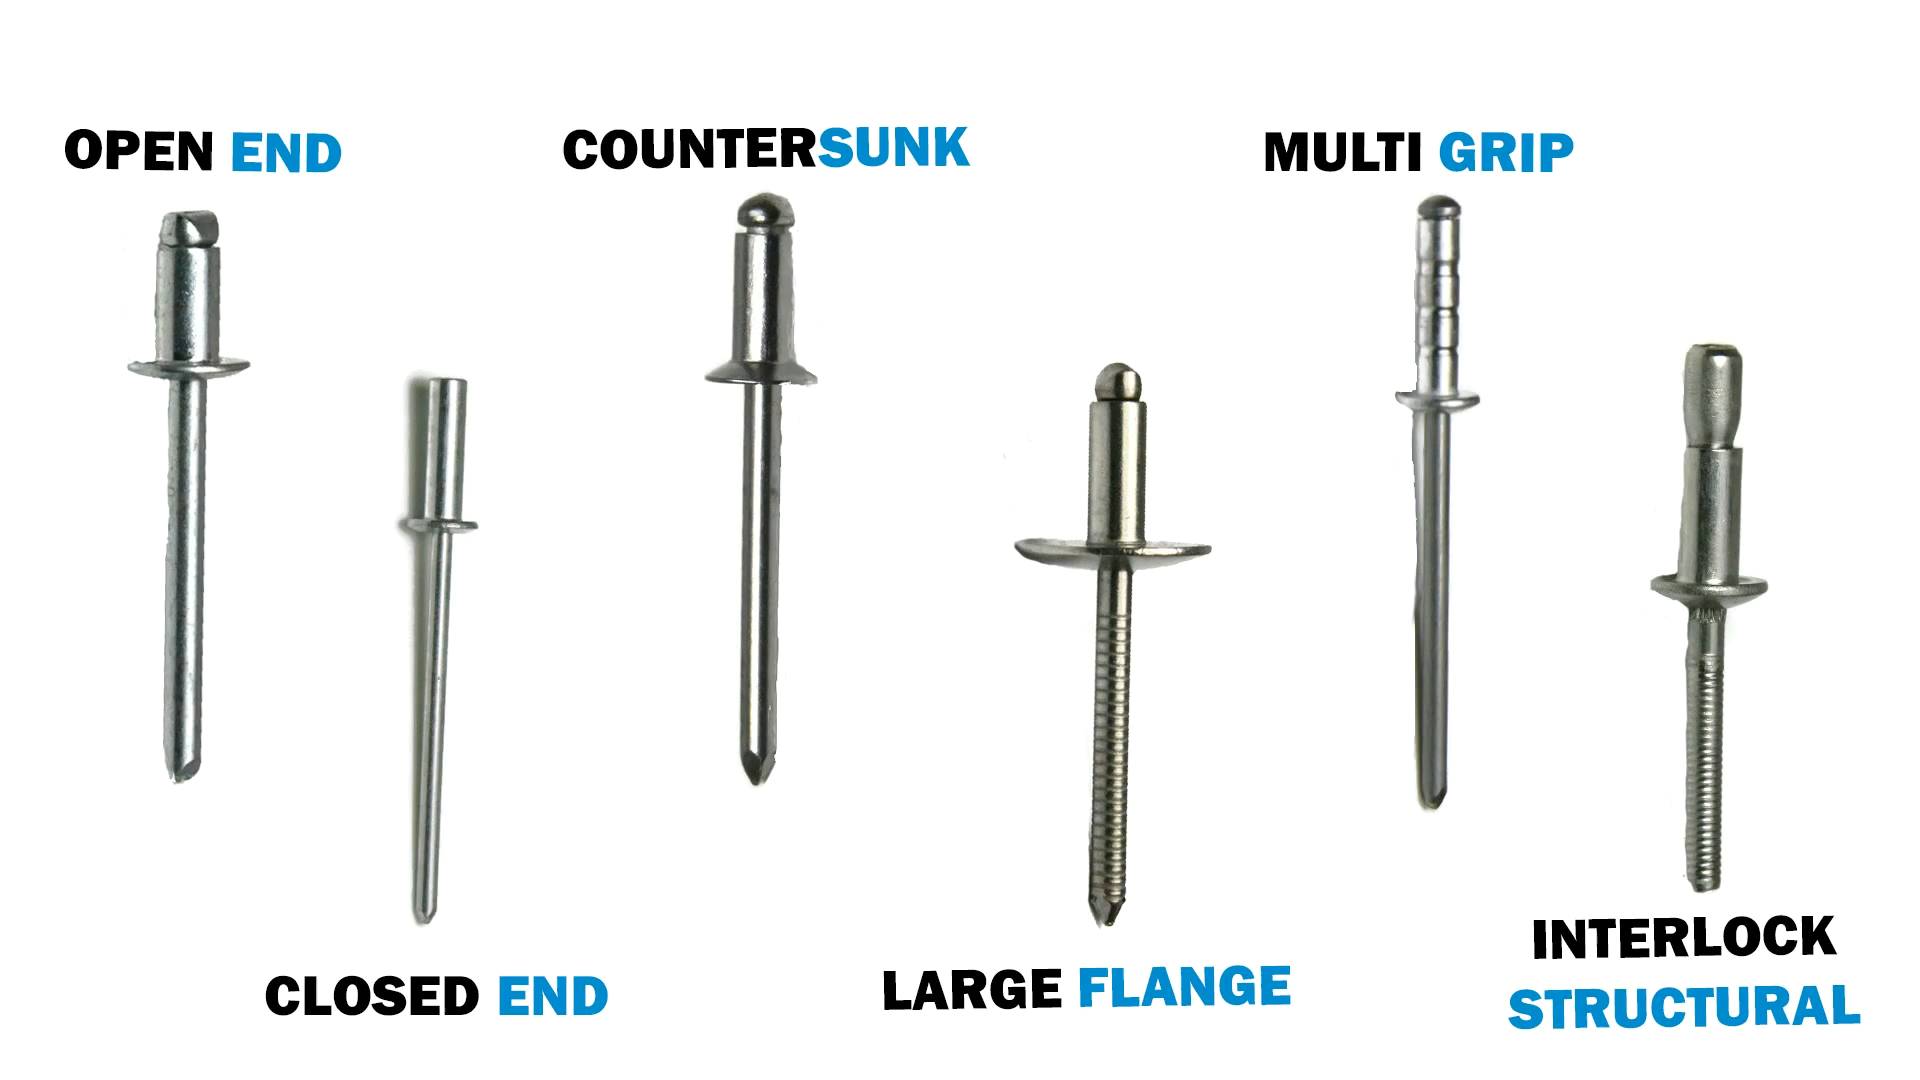 OPEN END
COUNTERSUNK
MULTI GRIP
CLOSED END
LARGE FLANGE
INTERLOCK
STRUCTURAL